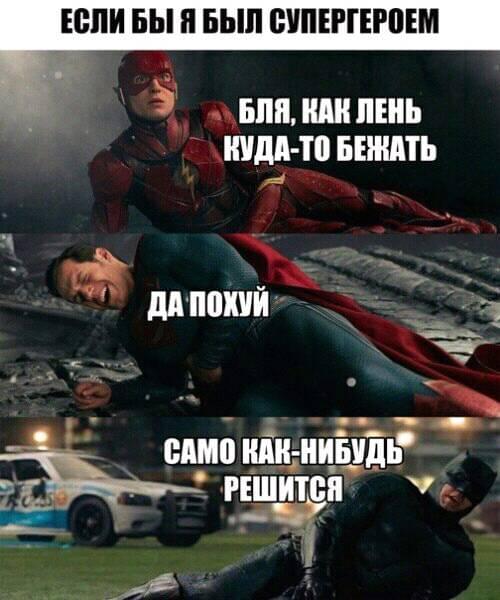 ЕСЛИ БЫ Я БЫЛ СУПЕРГЕРОЕМ
БЛЯ, КАК ЛЕНЬ
КУДА-ТО БЕЖАТЬ
ДА ПОХУЙ
САМО КАК-НИБУДЬ
РЕШИТСЯ